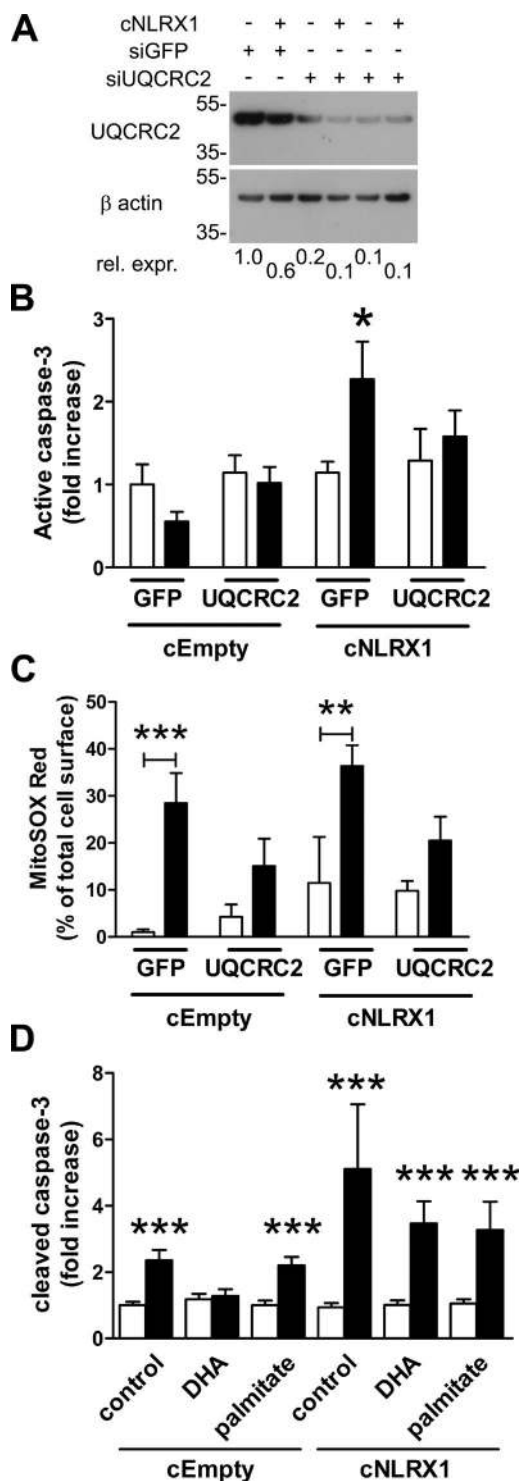 A
cNLRX1 - + - + - +
siGFP + + - - - -
siUQCRC2 - - + + + +
55-
UQCRC2
35-
55-
β actin
35-
rel. expr. 1.0 0.6 0.2 0.1 0.1 0.1
B
Active caspase-3
(fold increase)
3
2
1
0
*
GFP UQCRC2 GFP UQCRC2
cEmpty cNLRX1
C
MitoSOX Red
(% of total cell surface)
50
40
30
20
10
0
*** **
GFP UQCRC2 GFP UQCRC2
cEmpty cNLRX1
D
cleaved caspase-3
(fold increase)
8
6
4
2
0
*** *** *** *** ***
control DHA palmitate control DHA palmitate
cEmpty cNLRX1